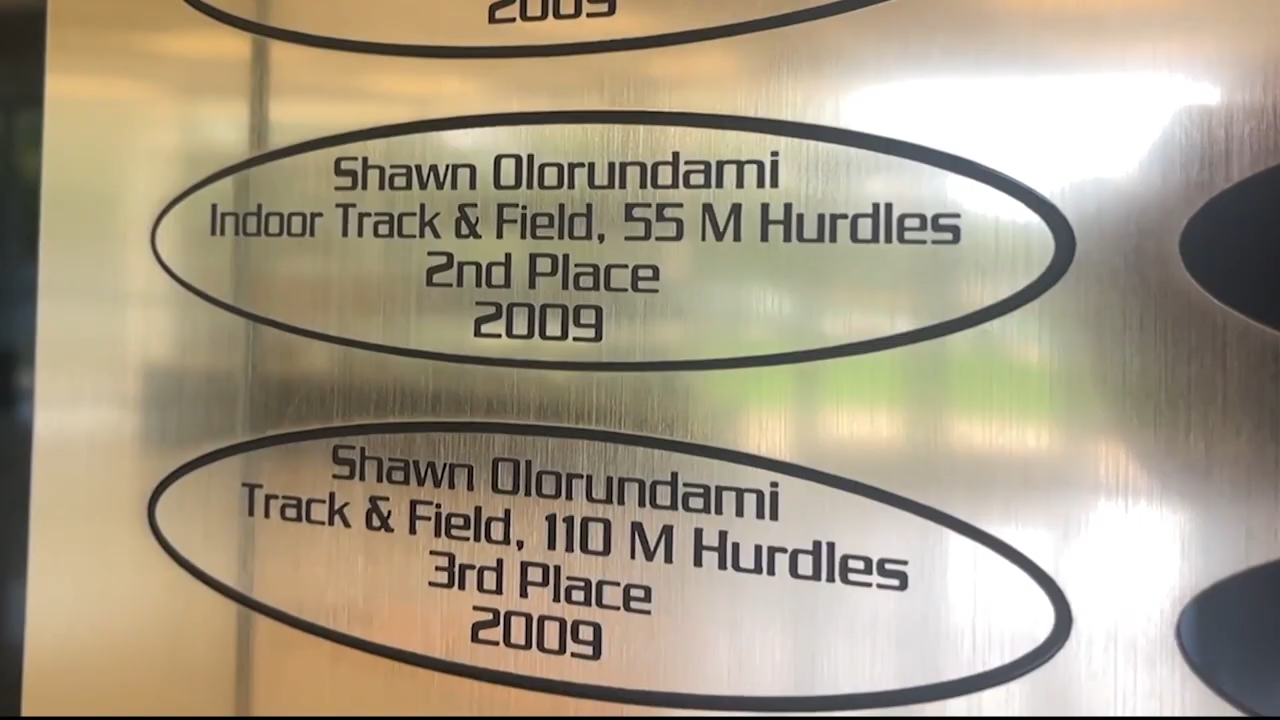 2009
Shawn Olorundami
Indoor Track & Field, 55 M Hurdles
2nd Place
2009
Shawn Olorundami
Track & Field, 110 M Hurdles
3rd Place
2009